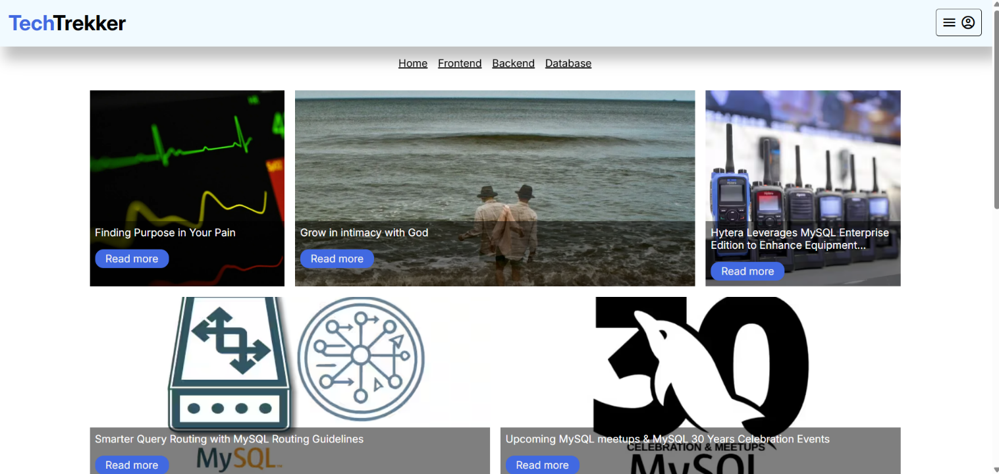 TechTrekker
Home Frontend Backend Database
Finding Purpose in Your Pain
Read more
Grow in intimacy with God
Read more
Hytera Leverages MySQL Enterprise
Edition to Enhance Equipment...
Read more
Smarter Query Routing with MySQL Routing Guidelines
MySQL™
Read more
30
Upcoming MySQL meetups & MySQL 30 Years Celebration Events
CELEBRATION & MEETUPS
MySQL
Read more